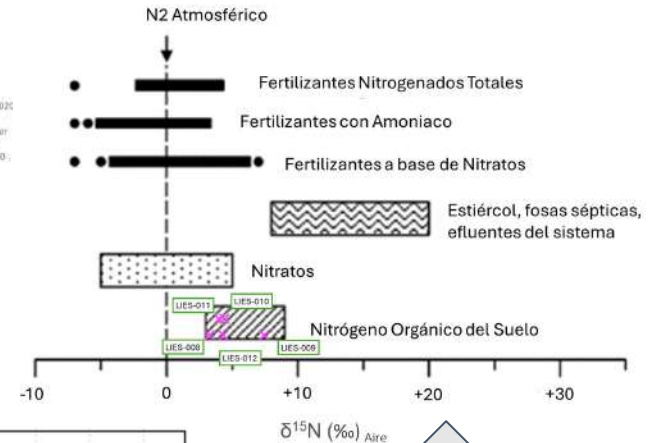 N2 Atmosférico
Fertilizantes Nitrogenados Totales
Fertilizantes con Amoniaco
Fertilizantes a base de Nitratos
Estiércol, fosas sépticas,
efluentes del sistema
Nitratos
LIES-011
LIES-010
Nitrógeno Orgánico del Suelo
LIES-008
LIES-009
LIES-012
-10 0 +10 +20 +30
δ¹⁵N (‰) Aire